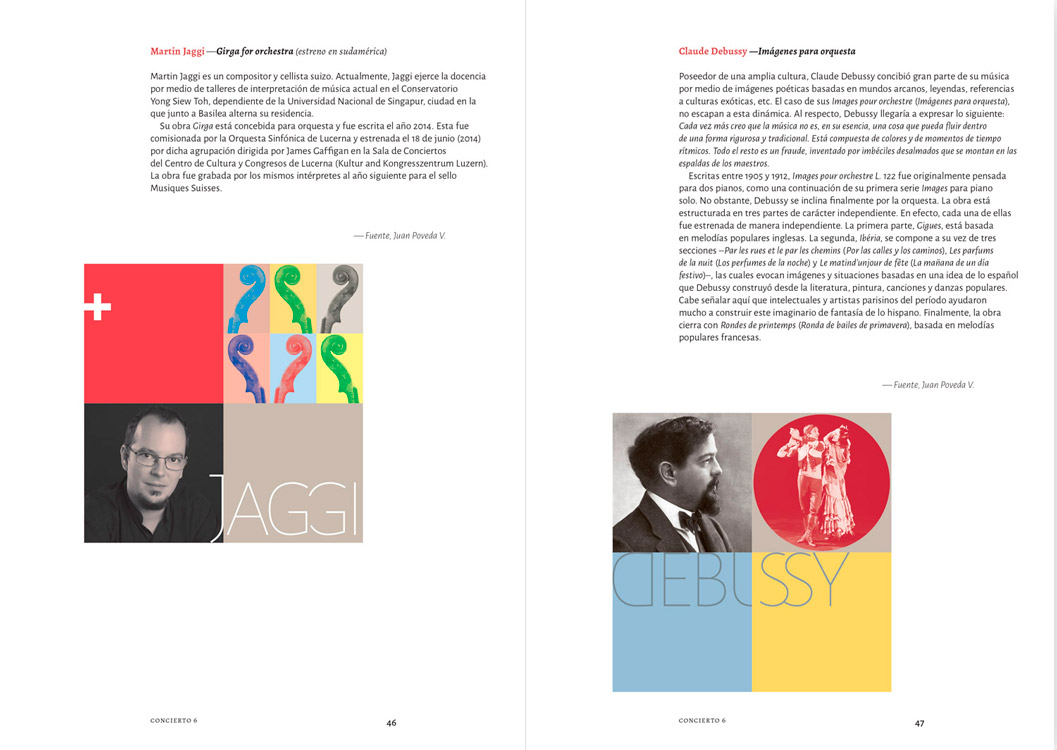 Martin Jaggi —Girga for orchestra (estreno en sudamérica)
Martin Jaggi es un compositor y cellista suizo. Actualmente, Jaggi ejerce la docencia
por medio de talleres de interpretación de música actual en el Conservatorio
Yong Siew Toh, dependiente de la Universidad Nacional de Singapur, ciudad en la
que junto a Basilea alterna su residencia.
Su obra Girga está concebida para orquesta y fue escrita el año 2014. Esta fue
comisionada por la Orquesta Sinfónica de Lucerna y estrenada el 18 de junio (2014)
por dicha agrupación dirigida por James Gaffigan en la Sala de Conciertos
del Centro de Cultura y Congresos de Lucerna (Kultur and Kongresszentrum Luzern).
La obra fue grabada por los mismos intérpretes al año siguiente para el sello
Musiques Suisses.
— Fuente, Juan Poveda V.
JAGGI
CONCIERTO 6
46
Claude Debussy —Imágenes para orquesta
Poseedor de una amplia cultura, Claude Debussy concibió gran parte de su música
por medio de imágenes poéticas basadas en mundos arcanos, leyendas, referencias
a culturas exóticas, etc. El caso de sus Images pour orchestre (Imágenes para orquesta),
no escapan a esta dinámica. Al respecto, Debussy llegaría a expresar lo siguiente:
Cada vez más creo que la música no es, en su esencia, una cosa que pueda fluir dentro
de una forma rigurosa y tradicional. Está compuesta de colores y de momentos de tiempo
rítmicos. Todo el resto es un fraude, inventado por imbéciles desalmados que se montan en las
espaldas de los maestros.
Escritas entre 1905 y 1912, Images pour orchestre L. 122 fue originalmente pensada
para dos pianos, como una continuación de su primera serie Images para piano
solo. No obstante, Debussy se inclina finalmente por la orquesta. La obra está
estructurada en tres partes de carácter independiente. En efecto, cada una de ellas
fue estrenada de manera independiente. La primera parte, Gigues, está basada
en melodías populares inglesas. La segunda, Ibéria, se compone a su vez de tres
secciones –Par les rues et le par les chemins (Por las calles y los caminos), Les parfums
de la nuit (Los perfumes de la noche) y Le matind'unjour de fête (La mañana de un día
festivo)–, las cuales evocan imágenes y situaciones basadas en una idea de lo español
que Debussy construyó desde la literatura, pintura, canciones y danzas populares.
Cabe señalar aquí que intelectuales y artistas parisinos del período ayudaron
mucho a construir este imaginario de fantasía de lo hispano. Finalmente, la obra
cierra con Rondes de printemps (Ronda de bailes de primavera), basada en melodías
populares francesas.
— Fuente, Juan Poveda V.
DEBUSSY
CONCIERTO 6
47